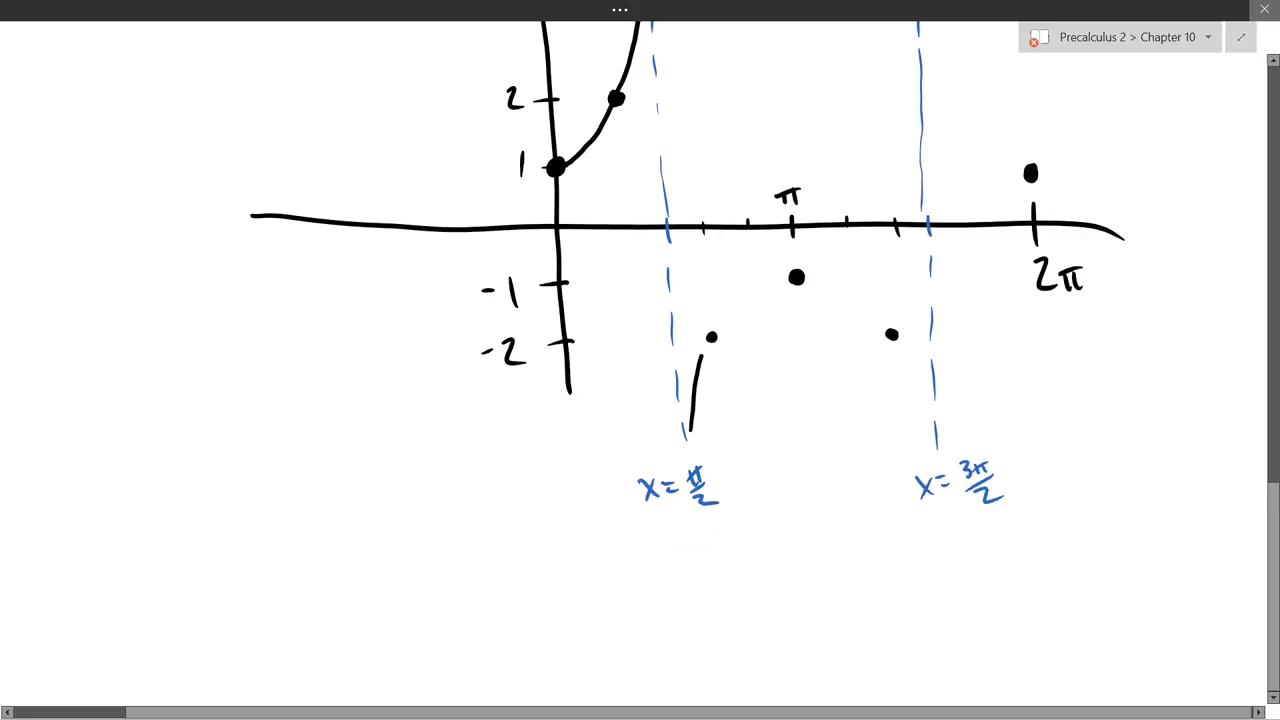 Precalculus 2 > Chapter 10
2
1
π
-1
2π
-2
x = π/2
x = 3π/2